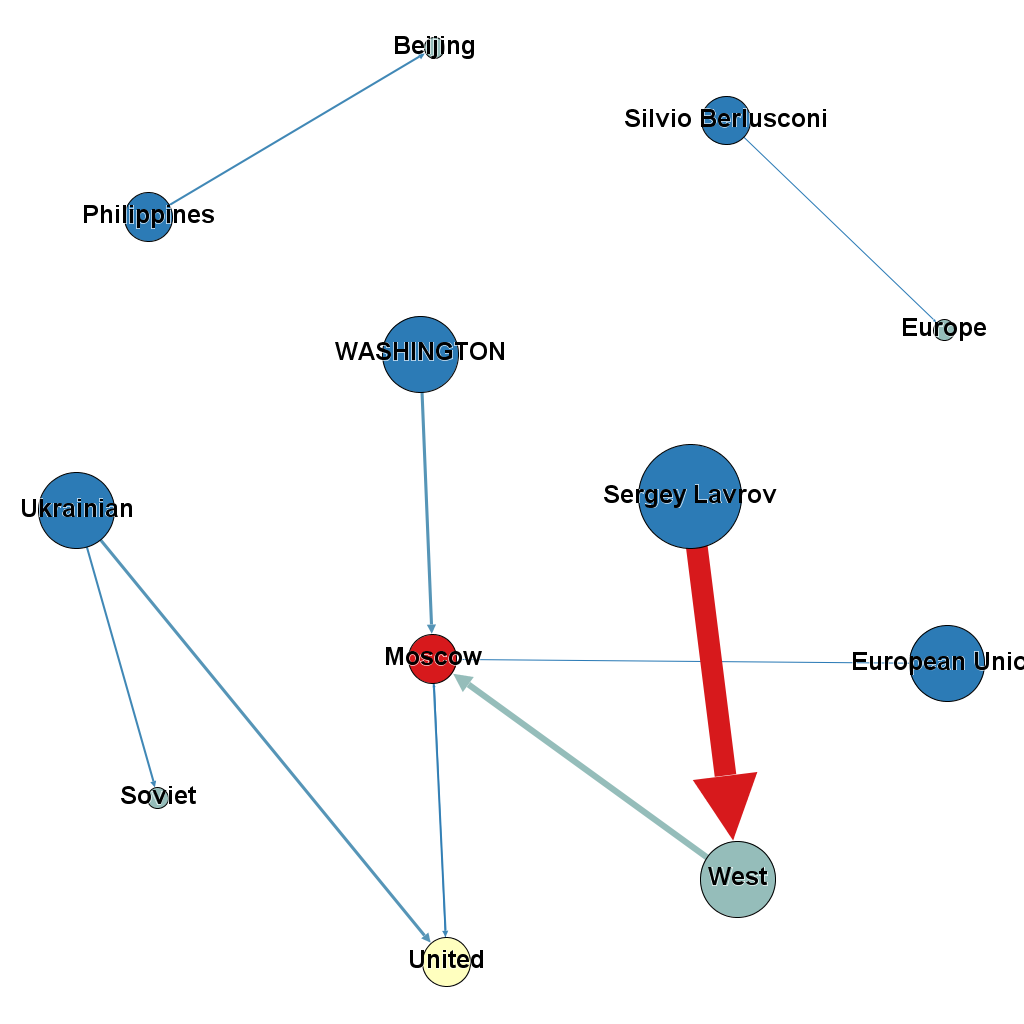 Beijing
Silvio Berlusconi
Philippines
Europe
WASHINGTON
Sergey Lavrov
Ukrainian
Moscow
European Unio
Soviet
West
United